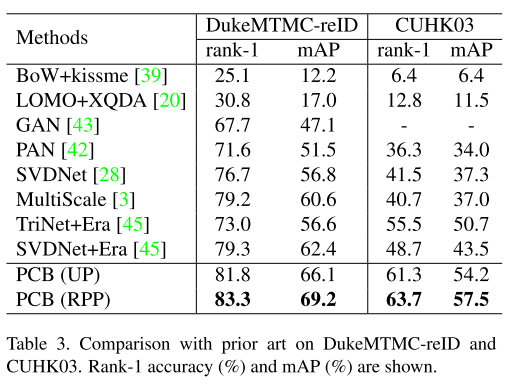 Methods DukeMTMC-reID CUHK03
rank-1 mAP rank-1 mAP
BoW+kissme [39] 25.1 12.2 6.4 6.4
LOMO+XQDA [20] 30.8 17.0 12.8 11.5
GAN [43] 67.7 47.1 - -
PAN [42] 71.6 51.5 36.3 34.0
SVDNet [28] 76.7 56.8 41.5 37.3
MultiScale [3] 79.2 60.6 40.7 37.0
TriNet+Era [45] 73.0 56.6 55.5 50.7
SVDNet+Era [45] 79.3 62.4 48.7 43.5
PCB (UP) 81.8 66.1 61.3 54.2
PCB (RPP) 83.3 69.2 63.7 57.5
Table 3. Comparison with prior art on DukeMTMC-reID and
CUHK03. Rank-1 accuracy (%) and mAP (%) are shown.